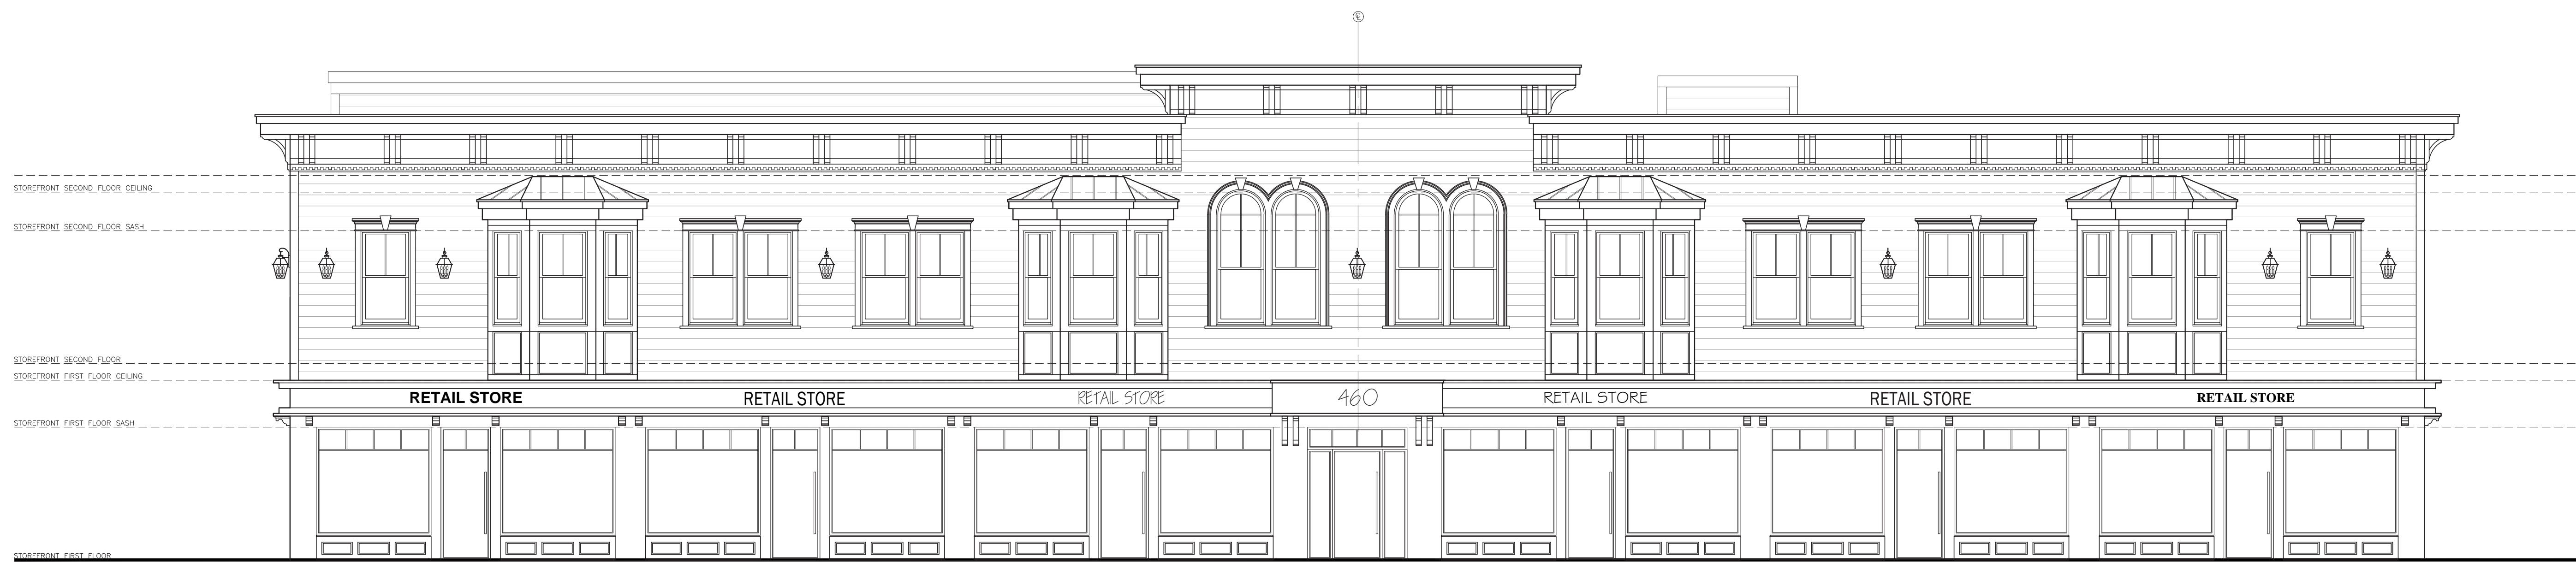 STOREFRONT SECOND FLOOR CEILING
STOREFRONT SECOND FLOOR SASH
STOREFRONT SECOND FLOOR
STOREFRONT FIRST FLOOR CEILING
RETAIL STORE RETAIL STORE RETAIL STORE 460 RETAIL STORE RETAIL STORE RETAIL STORE
STOREFRONT FIRST FLOOR SASH
STOREFRONT FIRST FLOOR